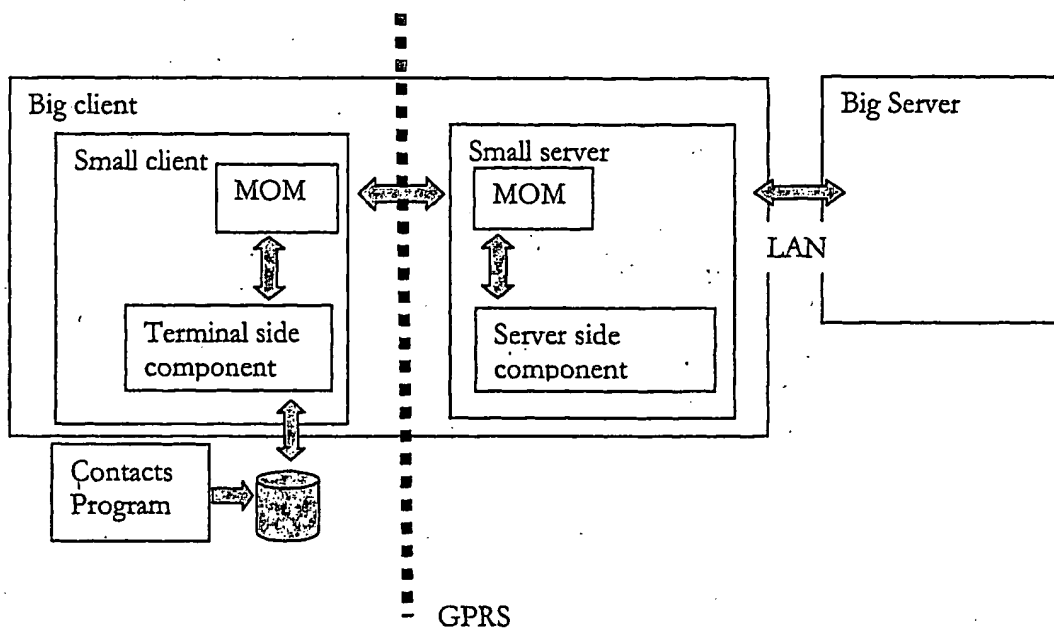 Big client
Big Server
Small client
Small server
MOM
MOM
LAN
Terminal side
component
Server side
component
Contacts
Program
GPRS